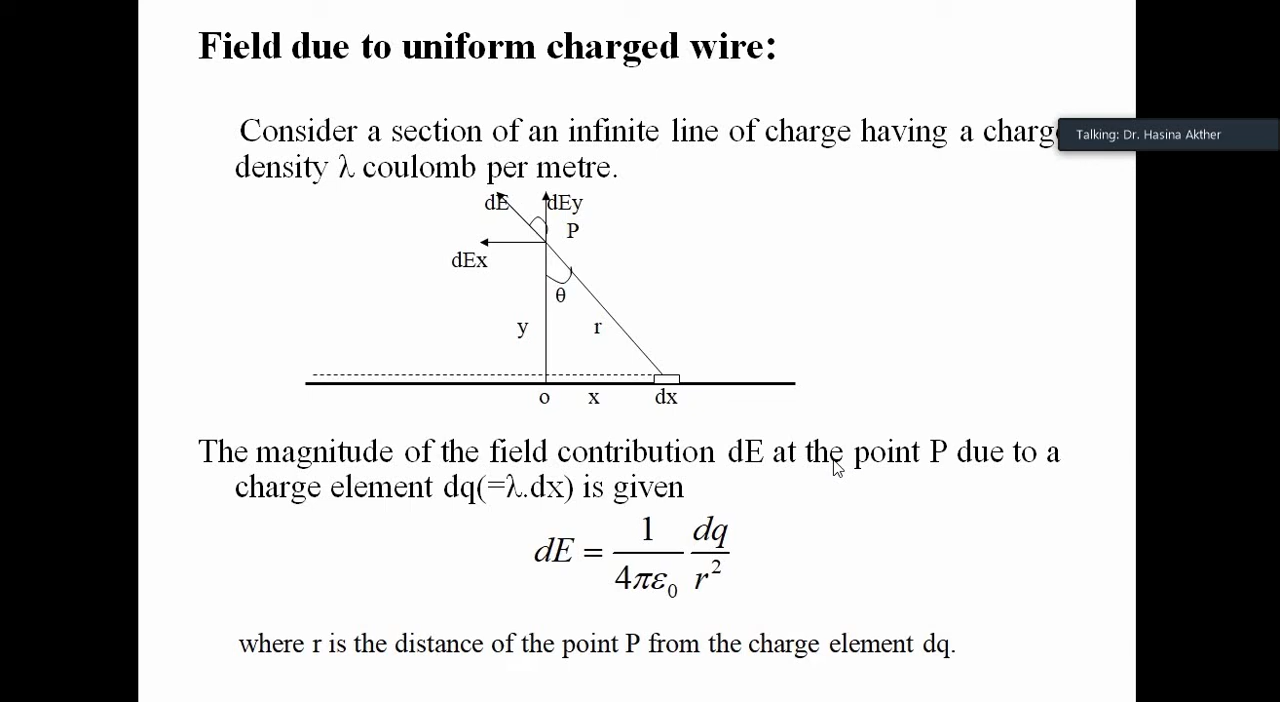 Field due to uniform charged wire:
Consider a section of an infinite line of charge having a charg
Talking: Dr. Hasina Akther
density λ coulomb per metre.
dE
dEy
P
dEx
θ
y
r
o
x
dx
The magnitude of the field contribution dE at the point P due to a
charge element dq(=λ.dx) is given
dE = 1/4πε₀ dq/r²
where r is the distance of the point P from the charge element dq.